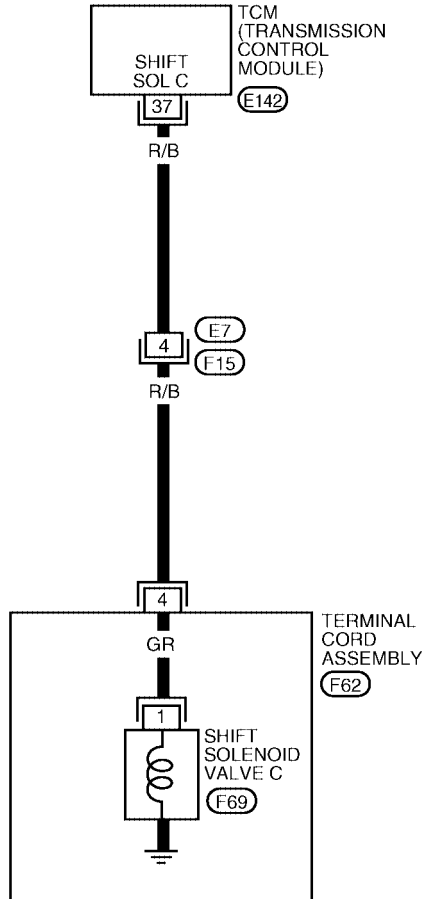 TCM
(TRANSMISSION
CONTROL
MODULE)
SHIFT
SOL C
E142
37
R/B
4
E7
F15
R/B
4
TERMINAL
CORD
ASSEMBLY
F62
GR
1
SHIFT
SOLENOID
VALVE C
F69